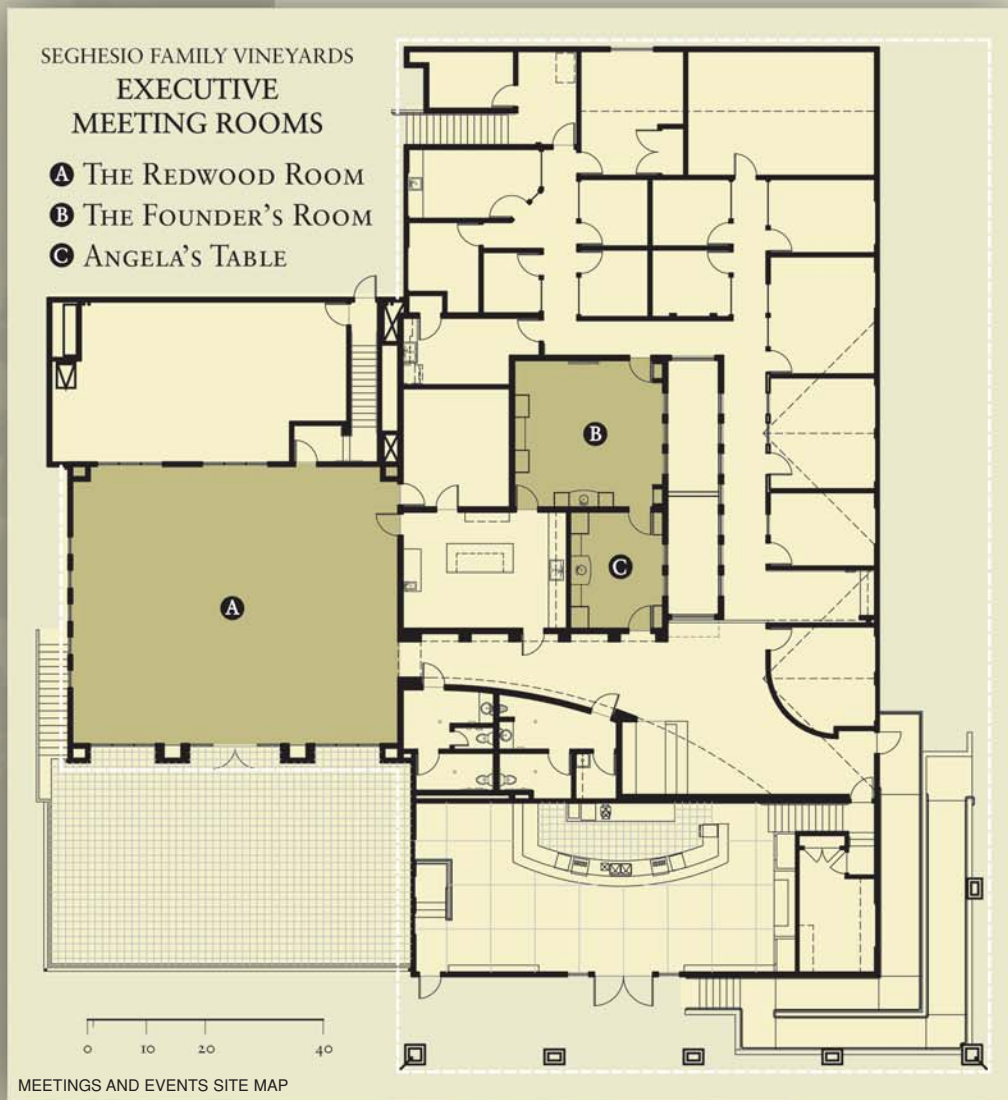 SEGHESIO FAMILY VINEYARDS
EXECUTIVE
MEETING ROOMS
A THE REDWOOD ROOM
B THE FOUNDER'S ROOM
C ANGELA'S TABLE
B
C
A
0 10 20 40
MEETINGS AND EVENTS SITE MAP